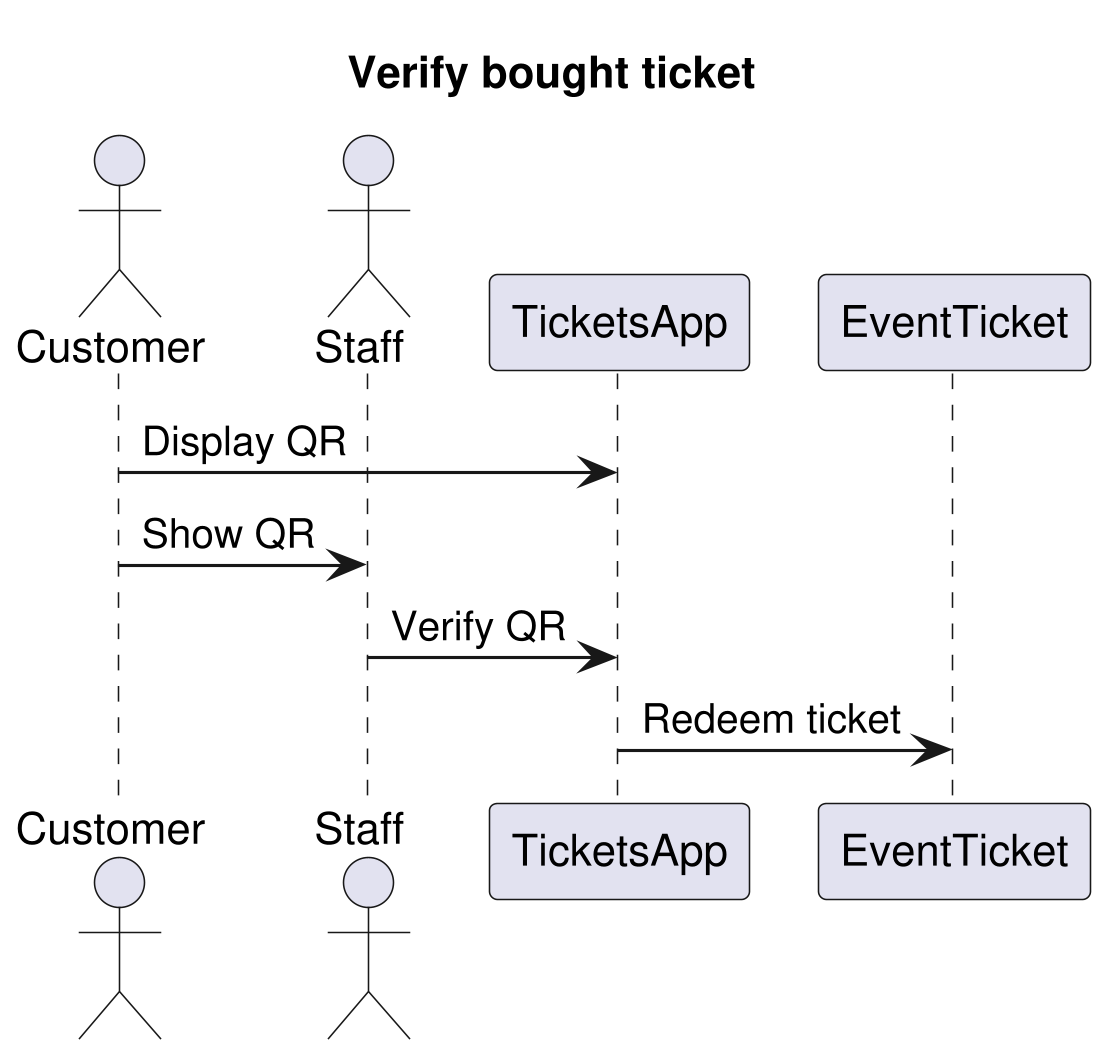 Verify bought ticket
Customer
Staff
TicketsApp
EventTicket
Display QR
Show QR
Verify QR
Redeem ticket
Customer
Staff
TicketsApp
EventTicket